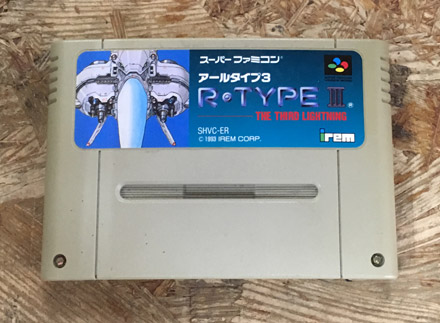 スーパーファミコン
アールタイプ3
R・TYPE III
THE THIRD LIGHTNING
SHVC-ER
© 1993 IREM CORP.
irem